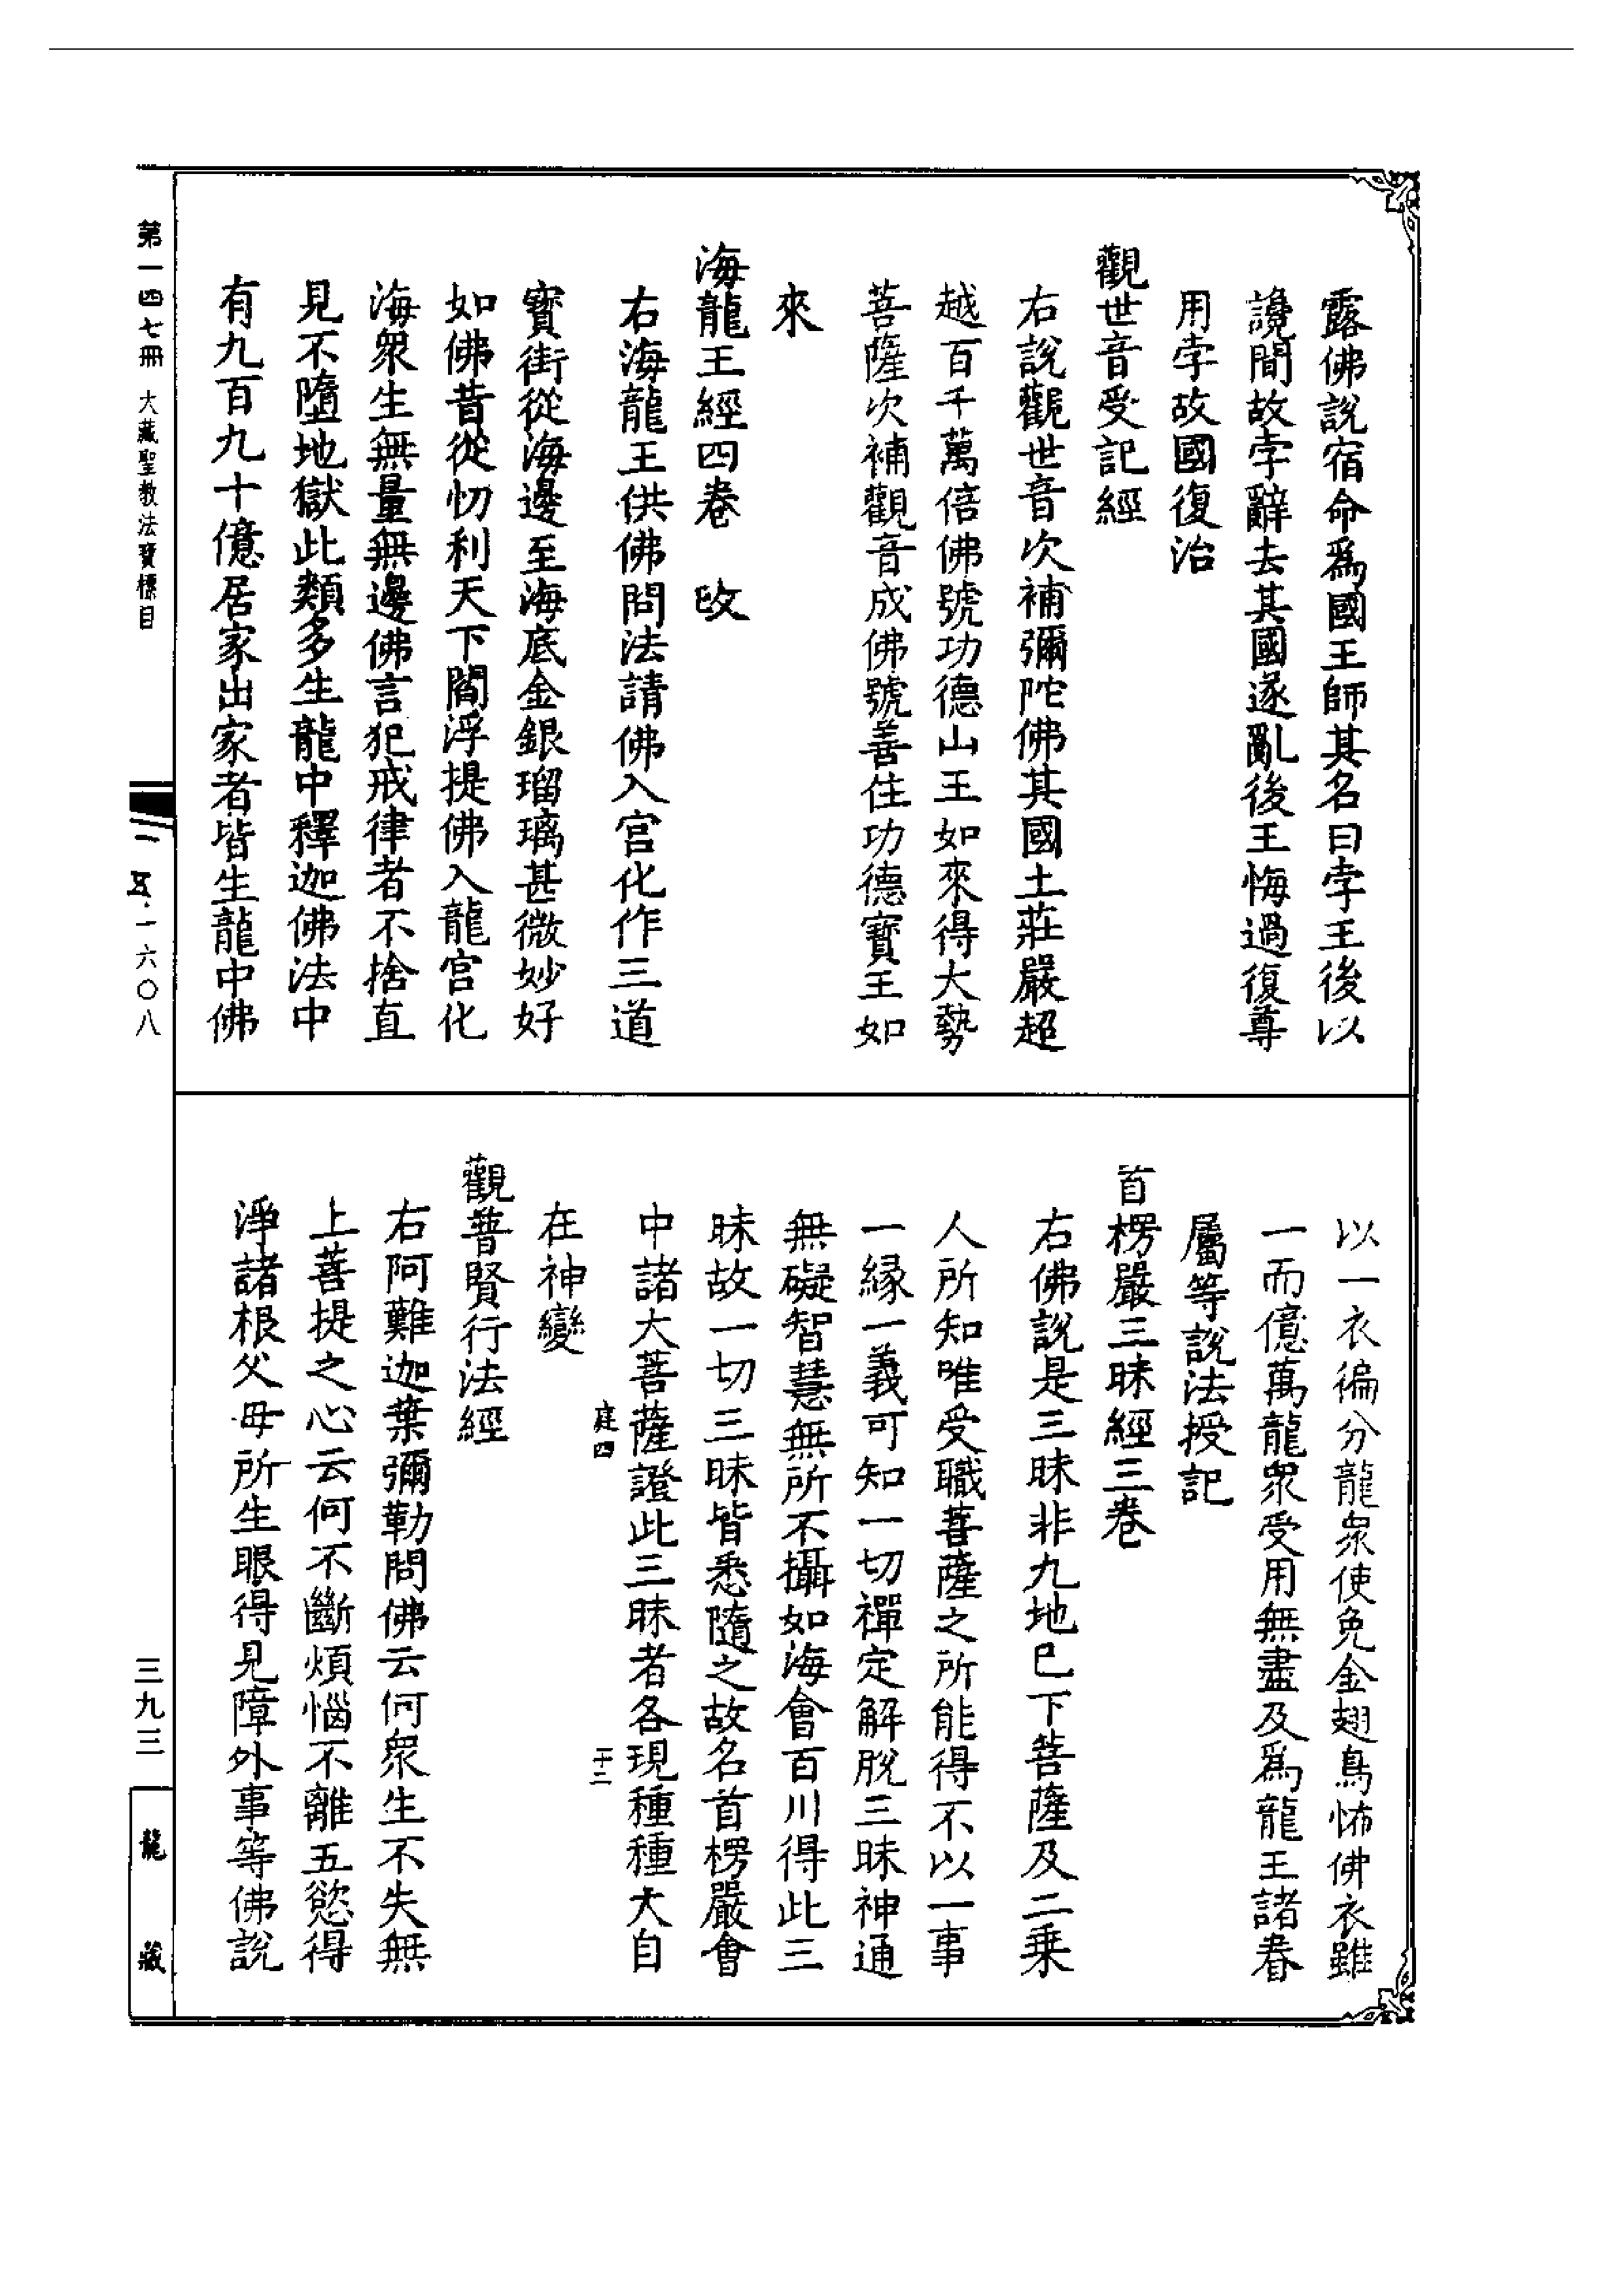 露佛說宿命爲國王師其名曰孛王後以
讒間故孛辭去其國遂亂後王悔過復尊
用孛故國復治
觀世音受記經
右說觀世音次補彌陀佛其國土莊嚴超
越百千萬倍佛號功德山王如來得大勢
菩薩次補觀音成佛號善住功德寶王如
來
海龍王經四卷 改
右海龍王供佛問法請佛入宮化作三道
寶街從海邊至海底金銀瑠璃甚微妙好
如佛昔從忉利天下閻浮提佛入龍宮化
海衆生無量無邊佛言犯戒律者不捨直
見不墮地獄此類多生龍中釋迦佛法中
有九百九十億居家出家者皆生龍中佛
以一衣徧分龍衆使免金翅鳥怖佛衣雖
一而億萬龍衆受用無盡及爲龍王諸眷
屬等說法授記
首楞嚴三昧經三卷
右佛說是三昧非九地已下菩薩及二乗
人所知唯受職菩薩之所能得不以一事
一緣一義可知一切禪定解脫三昧神通
無礙智慧無所不攝如海會百川得此三
昧故一切三昧皆悉隨之故名首楞嚴會
中諸大菩薩證此三昧者各現種種大自
庭四 十二
在神變
觀普賢行法經
右阿難迦葉彌勒問佛云何衆生不失無
上菩提之心云何不斷煩惱不離五慾得
淨諸根父母所生眼得見障外事等佛說
第一四七冊 大藏聖教法寶標目
一五·一六〇八
三九三
龍藏